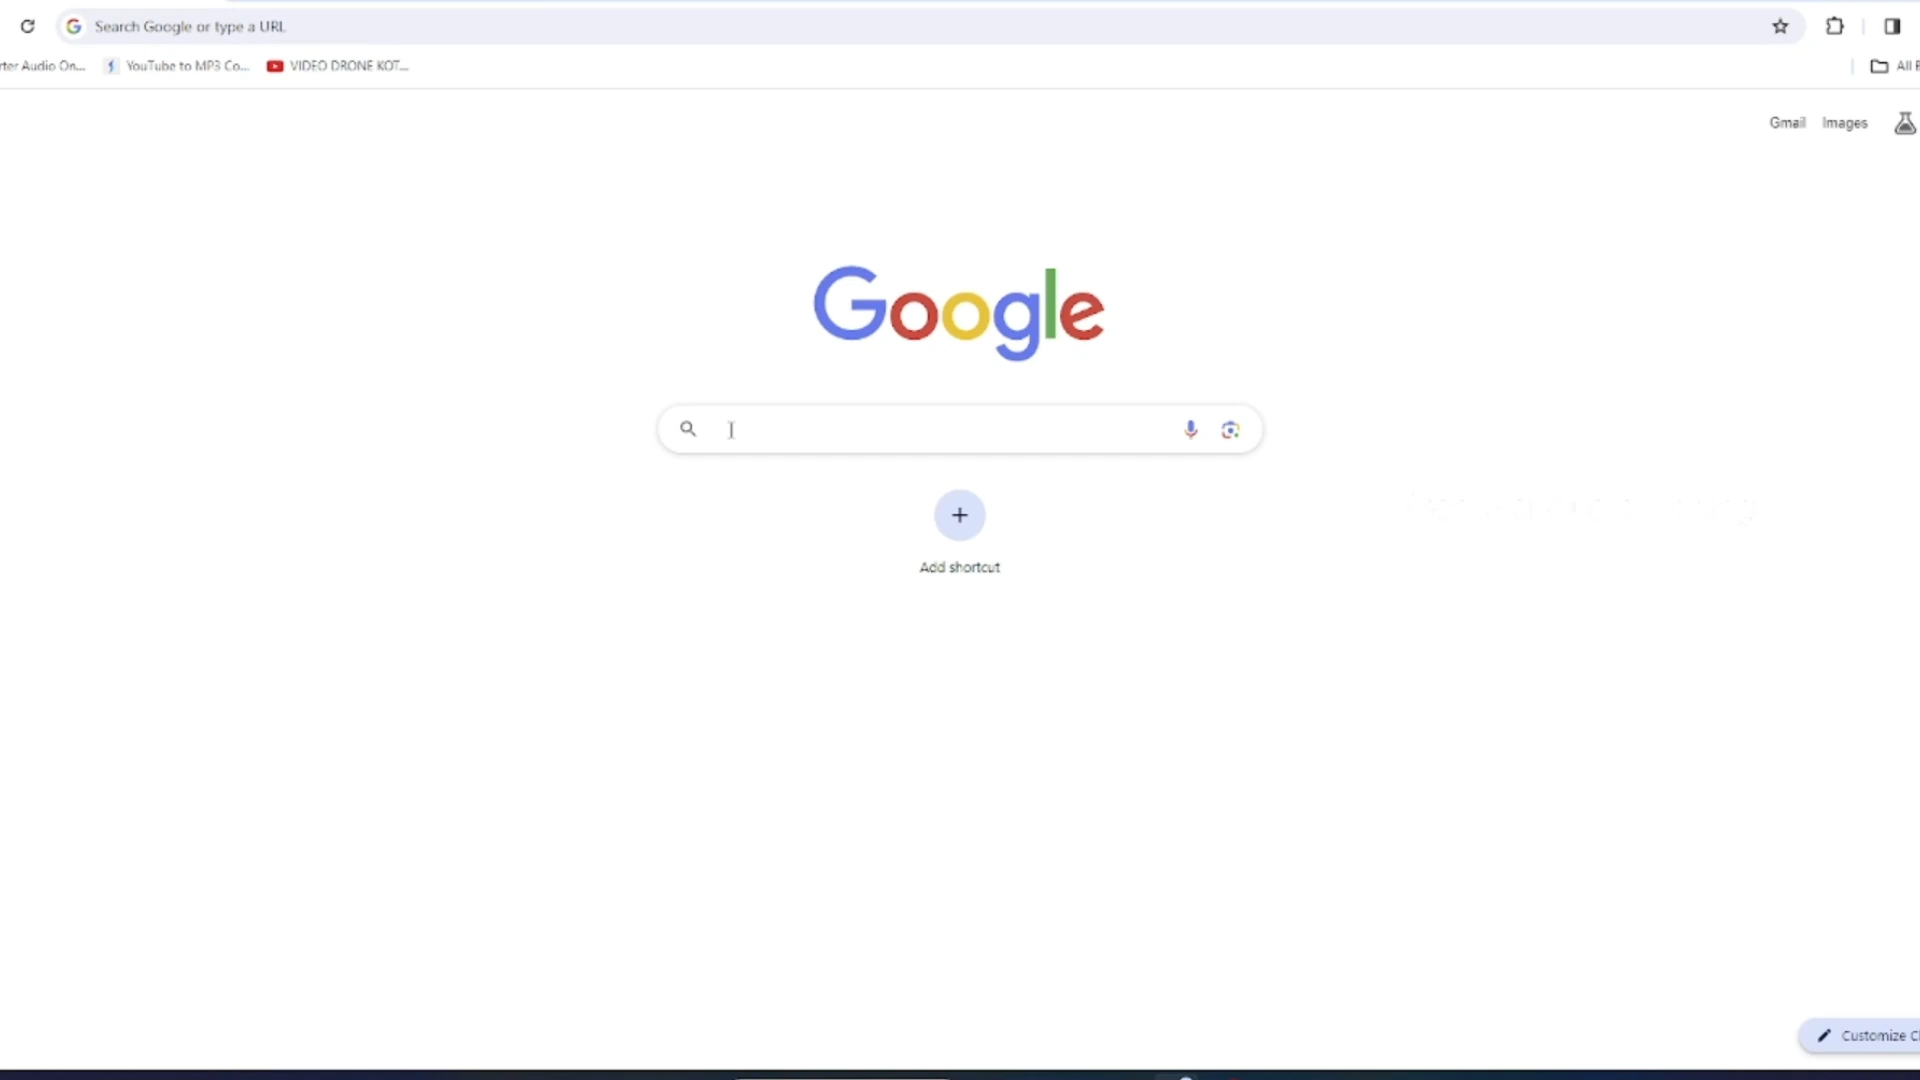 Search Google or type a URL
rter Audio On...
YouTube to MP3 Co...
VIDEO DRONE KOT...
All
Gmail
Images
Google
Add shortcut
Customize